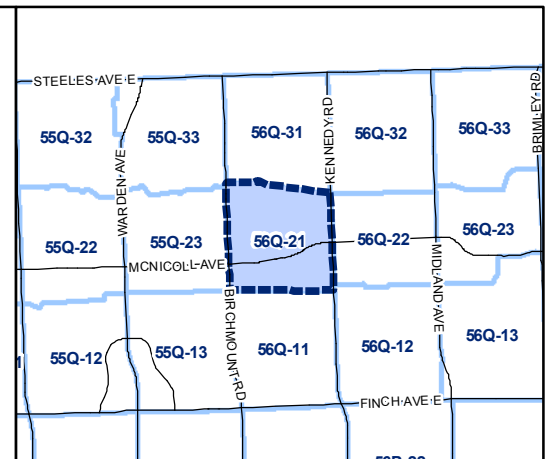 STEELES AVE E
55Q-32
55Q-33
56Q-31
56Q-32
56Q-33
WARDEN AVE
KENNEDY RD
BRIMLEY RD
55Q-22
55Q-23
56Q-21
56Q-22
56Q-23
MCNICOLL AVE
BIRCHMOUNT RD
MIDLAND AVE
55Q-12
55Q-13
56Q-11
56Q-12
56Q-13
FINCH AVE E